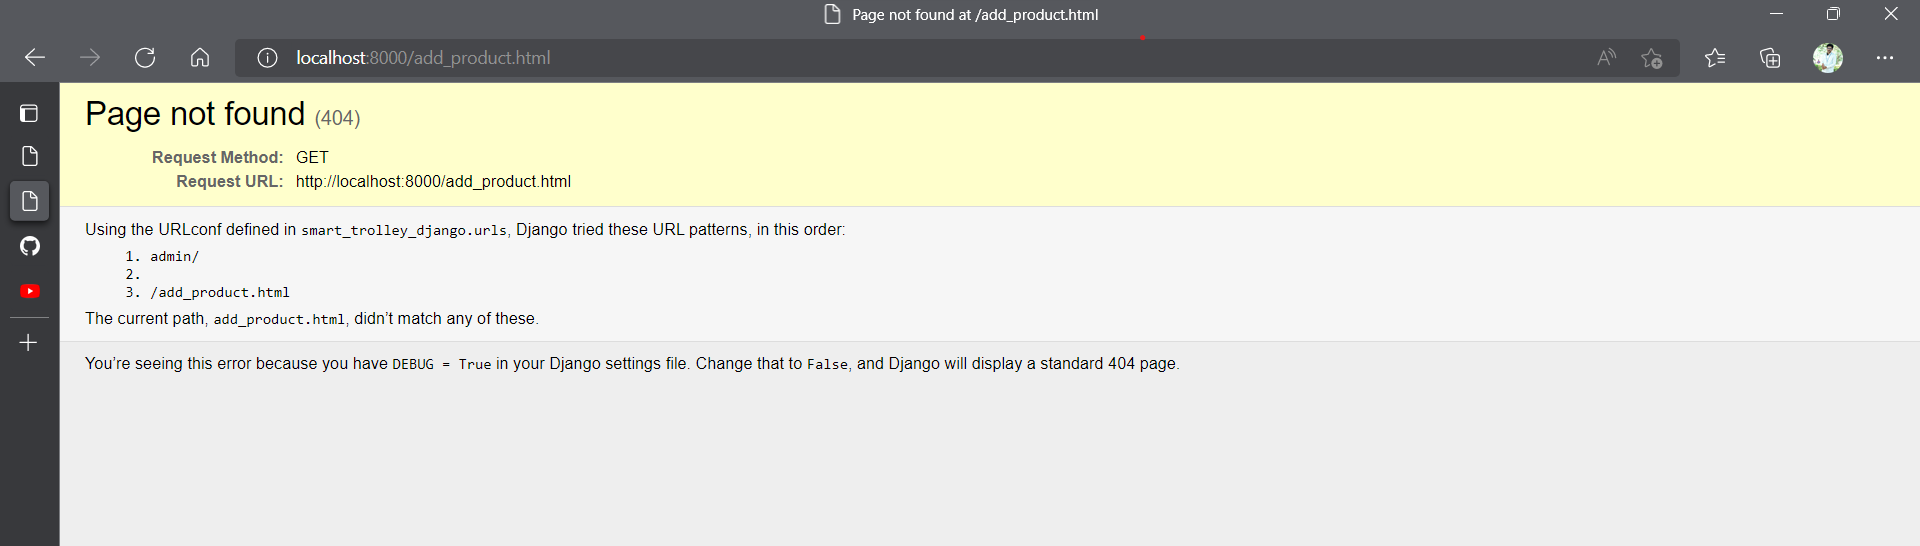 Page not found at /add_product.html
localhost:8000/add_product.html
Page not found (404)
Request Method: GET
Request URL: http://localhost:8000/add_product.html
Using the URLconf defined in smart_trolley_django.urls, Django tried these URL patterns, in this order:
1. admin/
2.
3. /add_product.html
The current path, add_product.html, didn’t match any of these.
You’re seeing this error because you have DEBUG = True in your Django settings file. Change that to False, and Django will display a standard 404 page.